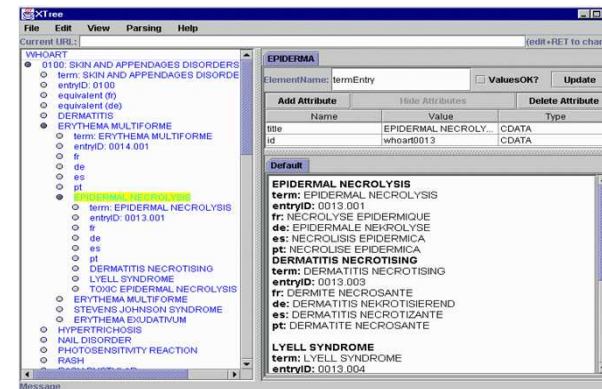 XTree
File Edit View Parsing Help
Current URL:
(edit+RET to char
WHOART
0100: SKIN AND APPENDAGES DISORDERS
term: SKIN AND APPENDAGES DISORDE
entryID: 0100
equivalent (fr)
equivalent (de)
DERMATITIS
ERYTHEMA MULTIFORME
term: ERYTHEMA MULTIFORME
entryID: 0014.001
fr
de
es
pt
EPIDERMAL NECROLYSIS
term: EPIDERMAL NECROLYSIS
entryID: 0013.001
fr
de
es
pt
DERMATITIS NECROTISING
LYELL SYNDROME
TOXIC EPIDERMAL NECROLYSIS
ERYTHEMA MULTIFORME
STEVENS JOHNSON SYNDROME
ERYTHEMA EXUDATIVUM
HYPERTRICHOSIS
NAIL DISORDER
PHOTOSENSITIVITY REACTION
RASH
EPIDERMA
ElementName: termEntry ValuesOK? Update
Add Attribute Hide Attributes Delete Attribute
Name Value Type
title EPIDERMAL NECROLY... CDATA
id whoart0013 CDATA
Default
EPIDERMAL NECROLYSIS
term: EPIDERMAL NECROLYSIS
entryID: 0013.001
fr: NÉCROLYSE EPIDERMIQUE
de: EPIDERMALE NEKROLYSE
es: NECROLISIS EPIDERMICA
pt: NECROLISE EPIDERMICA
DERMATITIS NECROTISING
term: DERMATITIS NECROTISING
entryID: 0013.003
fr: DERMITE NECROSANTE
de: DERMATITIS NEKROTISIEREND
es: DERMATITIS NECROTIZANTE
pt: DERMATITE NECROSANTE
LYELL SYNDROME
term: LYELL SYNDROME
entryID: 0013.004
Message